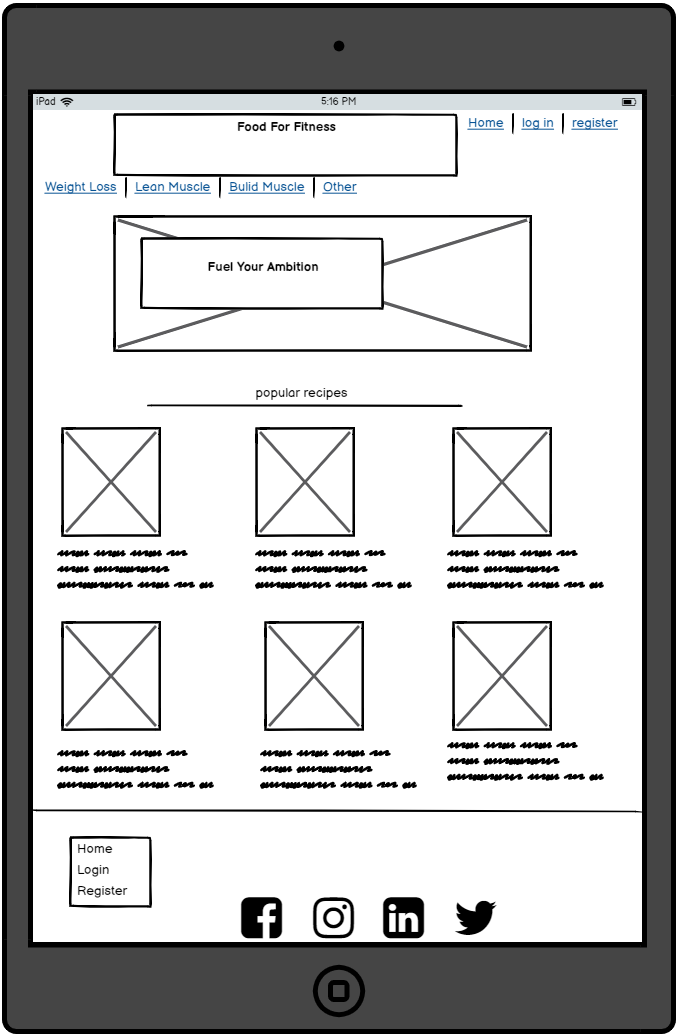 iPad 5:16 PM
Food For Fitness
Home log in register
Weight Loss Lean Muscle Bulid Muscle Other
Fuel Your Ambition
popular recipes
Home
Login
Register